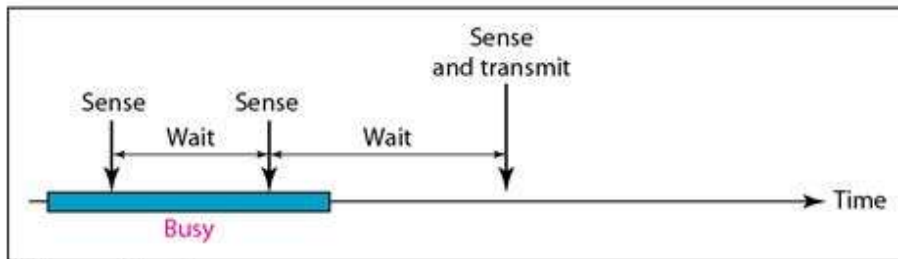 Sense
and transmit
Sense
Sense
Wait
Wait
Time
Busy